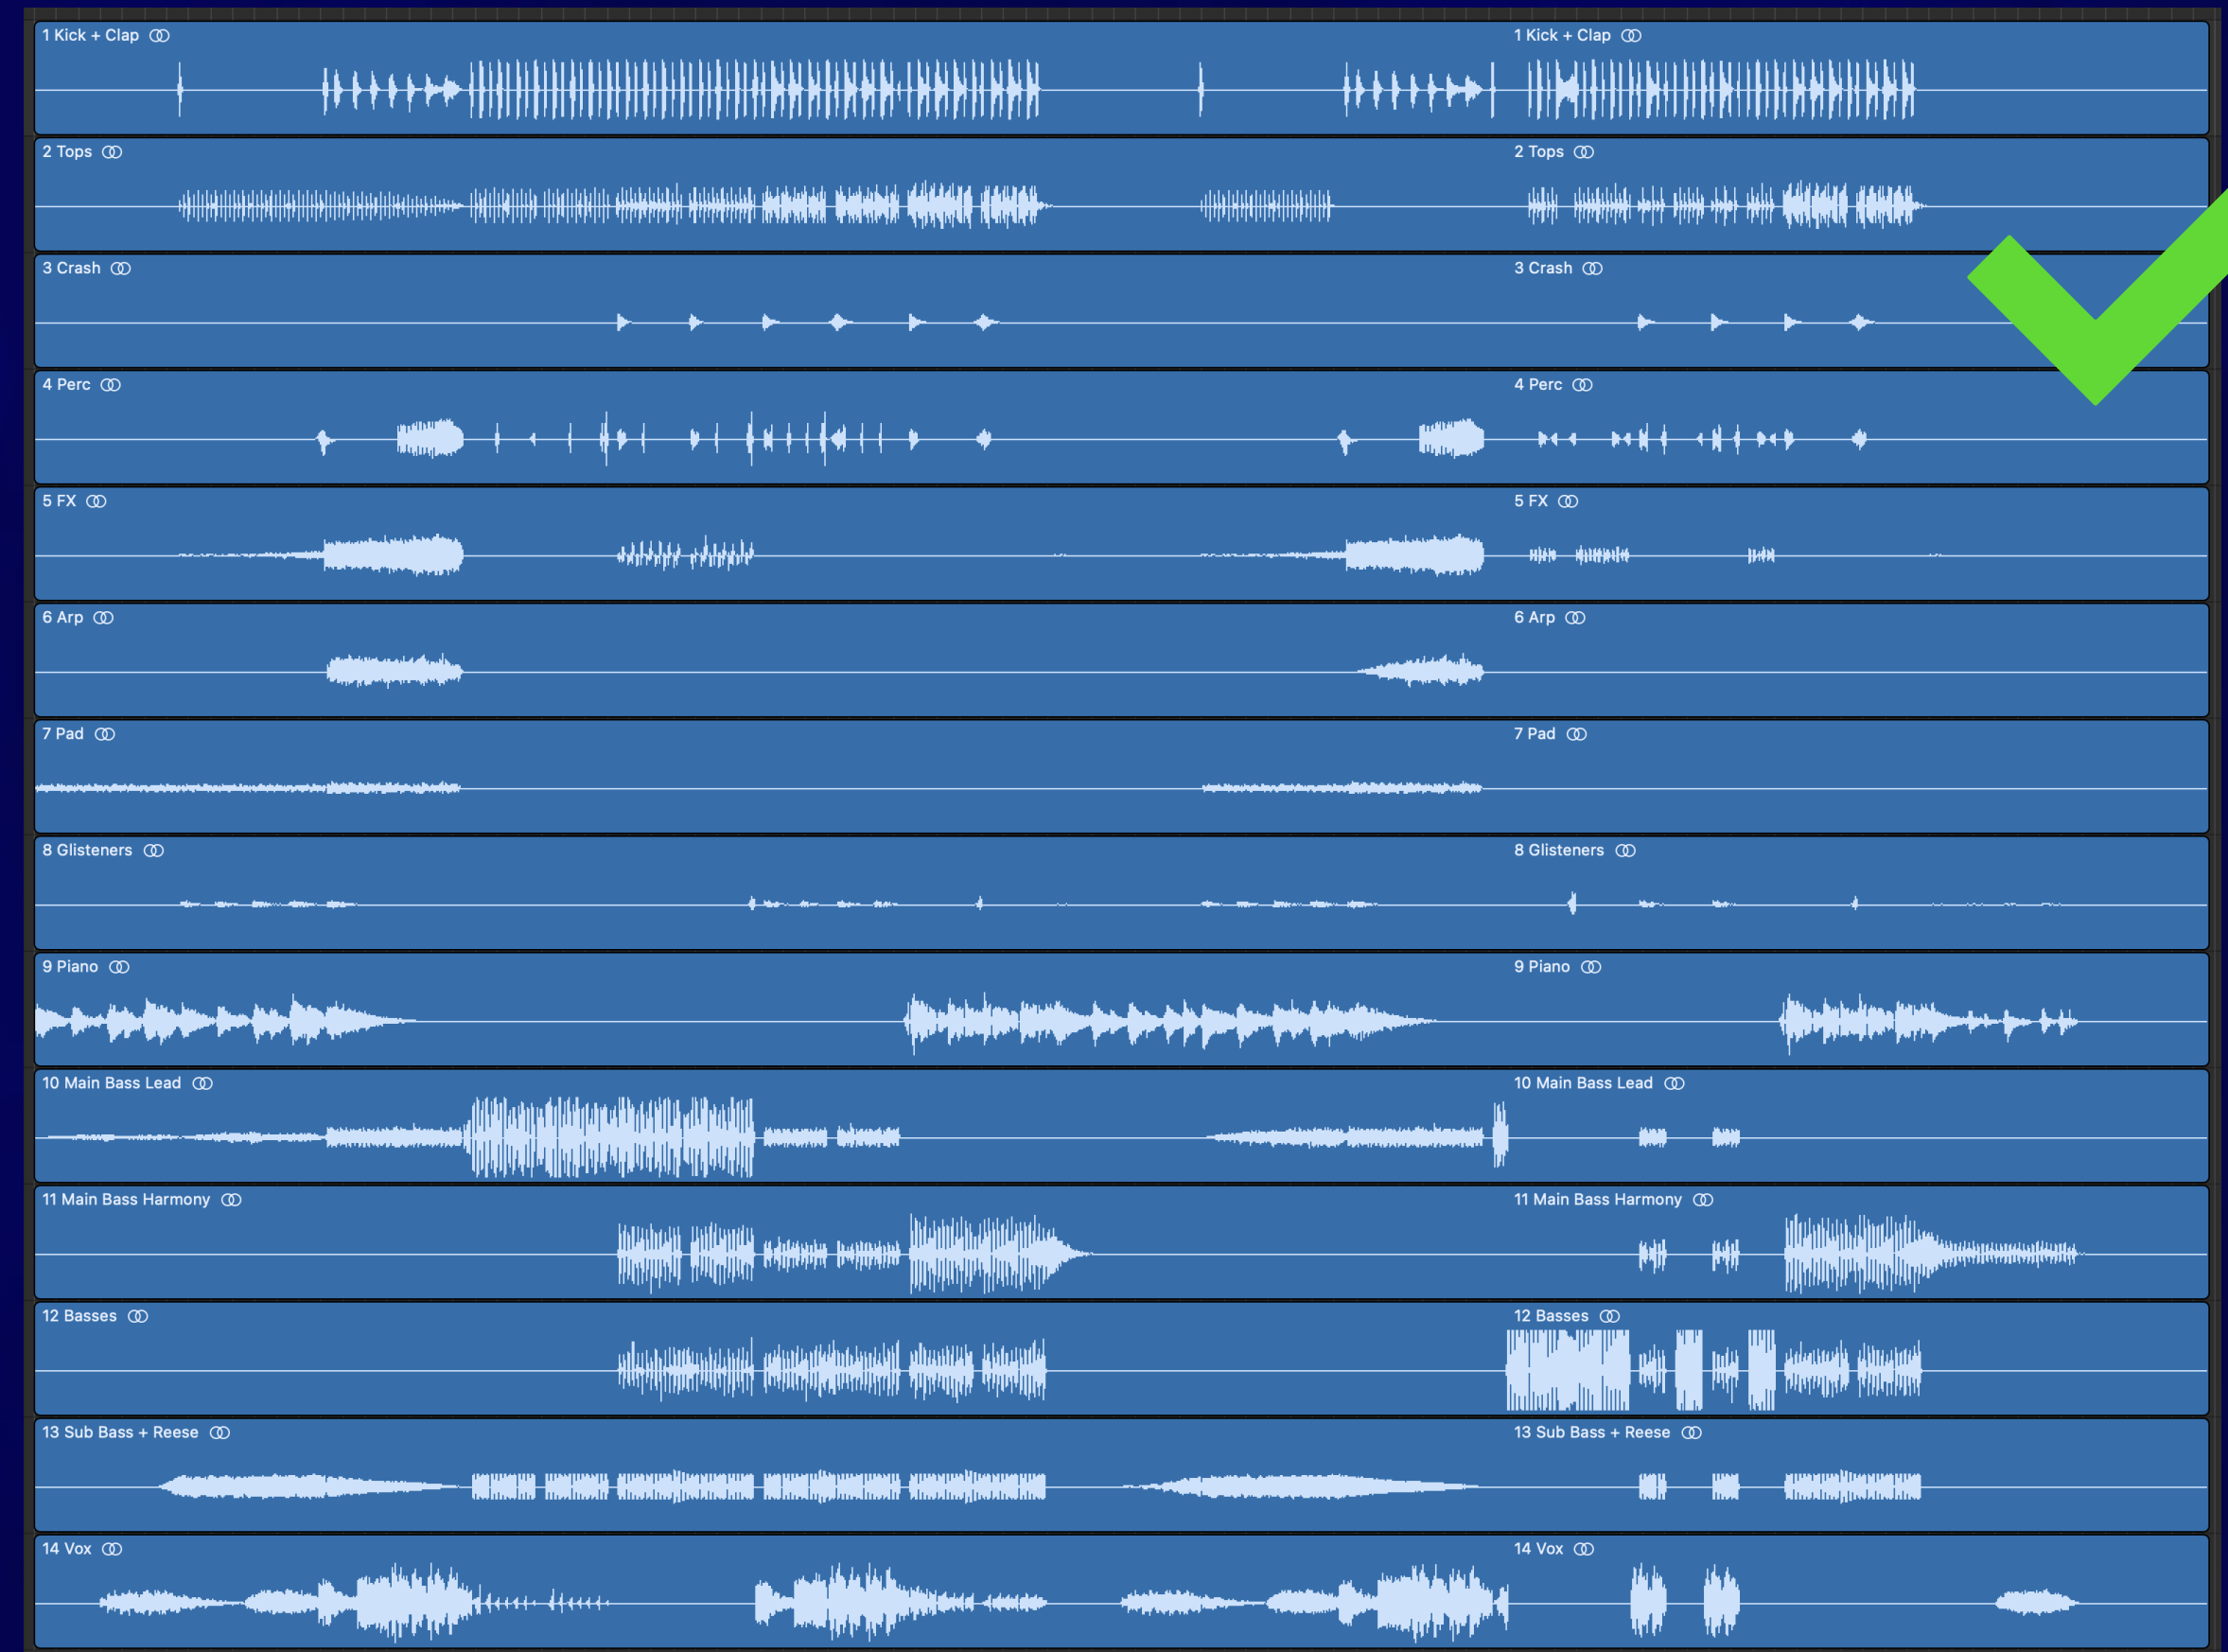 1 Kick + Clap 1 Kick + Clap
2 Tops 2 Tops
3 Crash 3 Crash
4 Perc 4 Perc
5 FX 5 FX
6 Arp 6 Arp
7 Pad 7 Pad
8 Glisteners 8 Glisteners
9 Piano 9 Piano
10 Main Bass Lead 10 Main Bass Lead
11 Main Bass Harmony 11 Main Bass Harmony
12 Basses 12 Basses
13 Sub Bass + Reese 13 Sub Bass + Reese
14 Vox 14 Vox